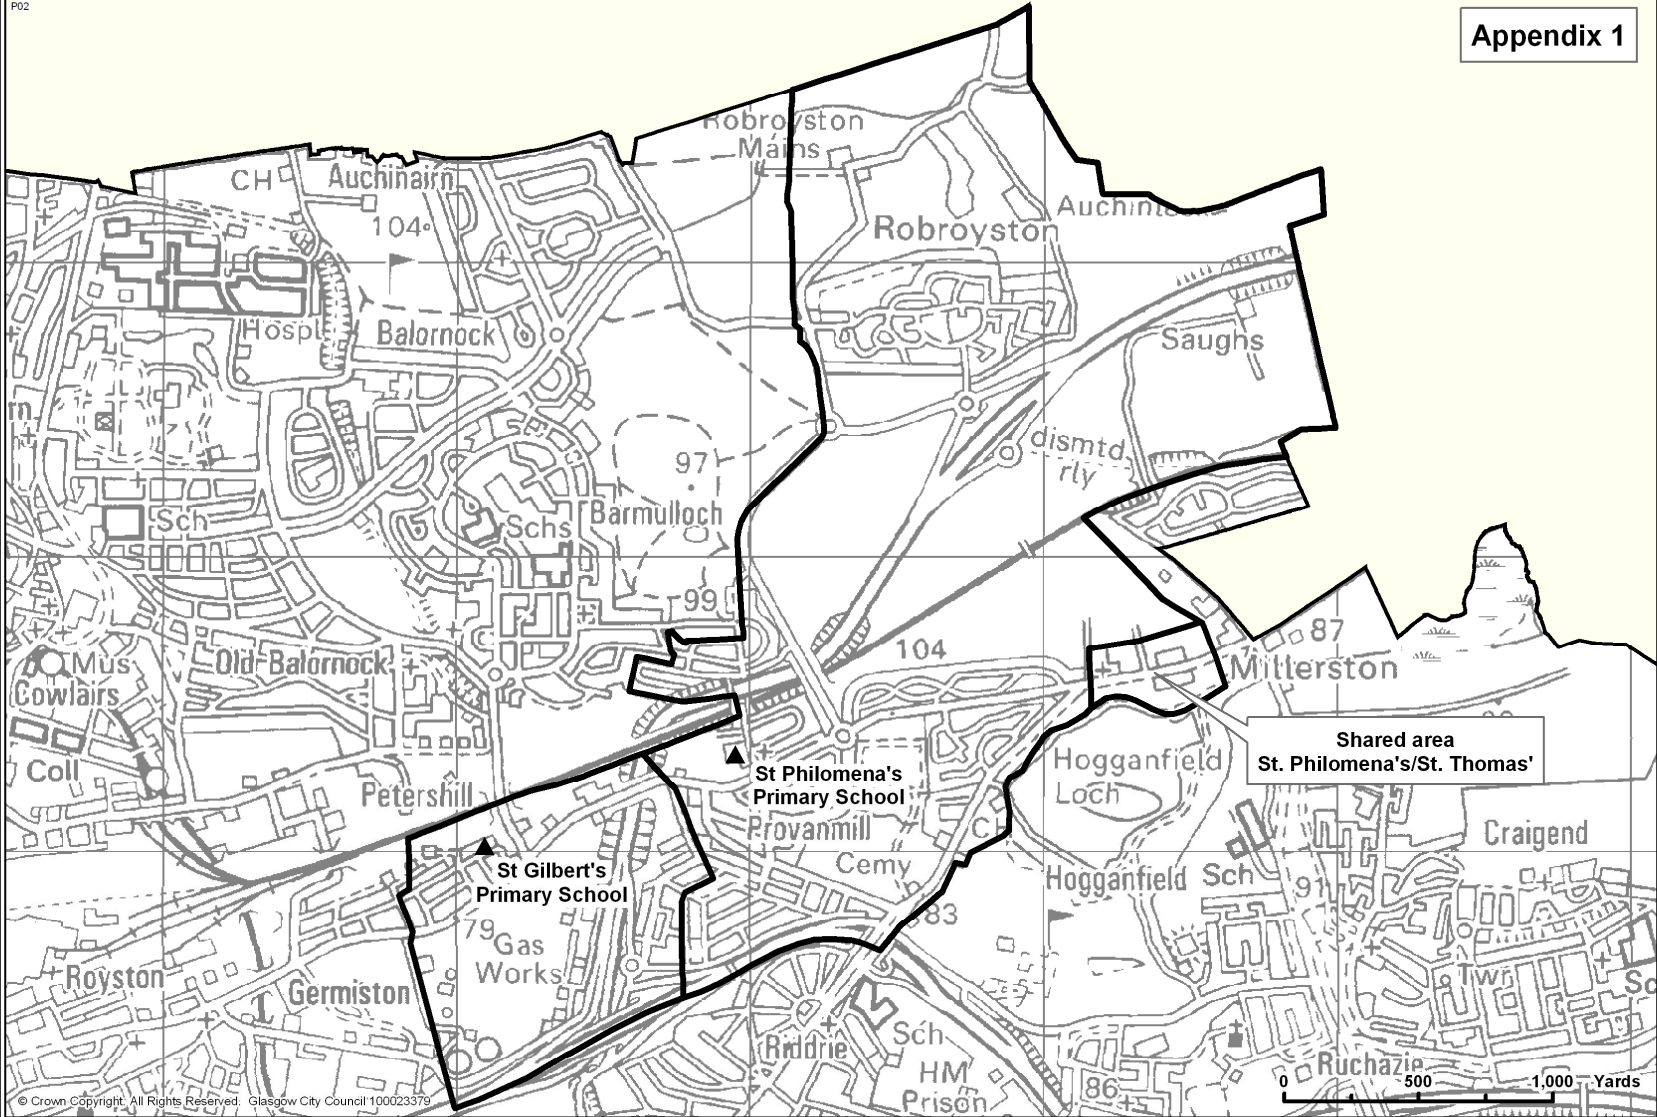 P02
Appendix 1
Robroyston
Mains
CH
Auchinairn
104
Robroyston
Hospl
Balornock
Saughs
dismtd
rly
97
Sch
Schs
Barmulloch
99
104
87
Mus
Cowlairs
Old Balornock
Millerston
Shared area
St. Philomena's/St. Thomas'
Coll
Petershill
St Philomena's
Primary School
Hogganfield
Loch
Provanmill
CH
Craigend
Cemy
St Gilbert's
Primary School
Hogganfield
Sch
91
83
79
Gas
Works
Royston
Germiston
Twr
Sc
Riddrie
Sch
HM
Prison
86
Ruchazie
0 500 1,000 Yards
© Crown Copyright. All Rights Reserved. Glasgow City Council 100023379